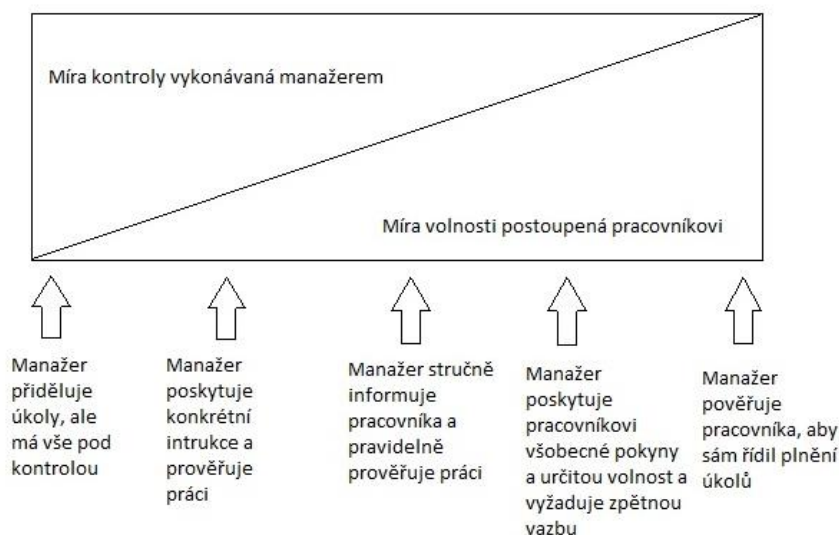 Míra kontroly vykonávaná manažerem
Míra volnosti postoupená pracovníkovi
Manažer
přiděluje
úkoly, ale
má vše pod
kontrolou
Manažer
poskytuje
konkrétní
intrukce a
prověřuje
práci
Manažer stručně
informuje
pracovníka a
pravidelně
prověřuje práci
Manažer
poskytuje
pracovníkovi
všobecné pokyny
a určitou volnost a
vyžaduje zpětnou
vazbu
Manažer
pověřuje
pracovníka, aby
sám řídil plnění
úkolů